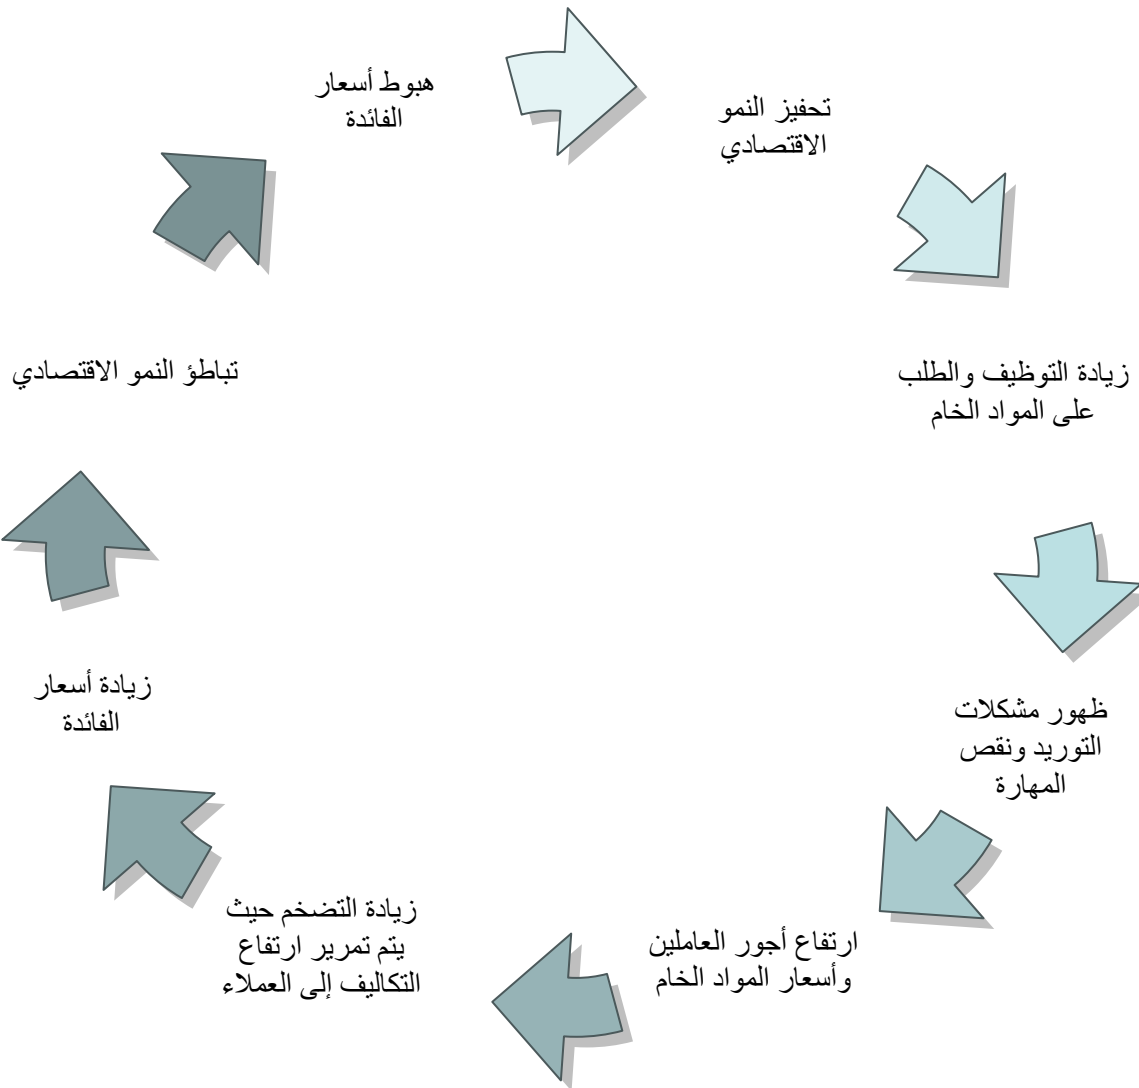 هبوط أسعار
الفائدة
تحفيز النمو
الاقتصادي
زيادة التوظيف والطلب
على المواد الخام
ظهور مشكلات
التوريد ونقص
المهارة
ارتفاع أجور العاملين
وأسعار المواد الخام
زيادة التضخم حيث
يتم تمرير ارتفاع
التكاليف إلى العملاء
زيادة أسعار
الفائدة
تباطؤ النمو الاقتصادي